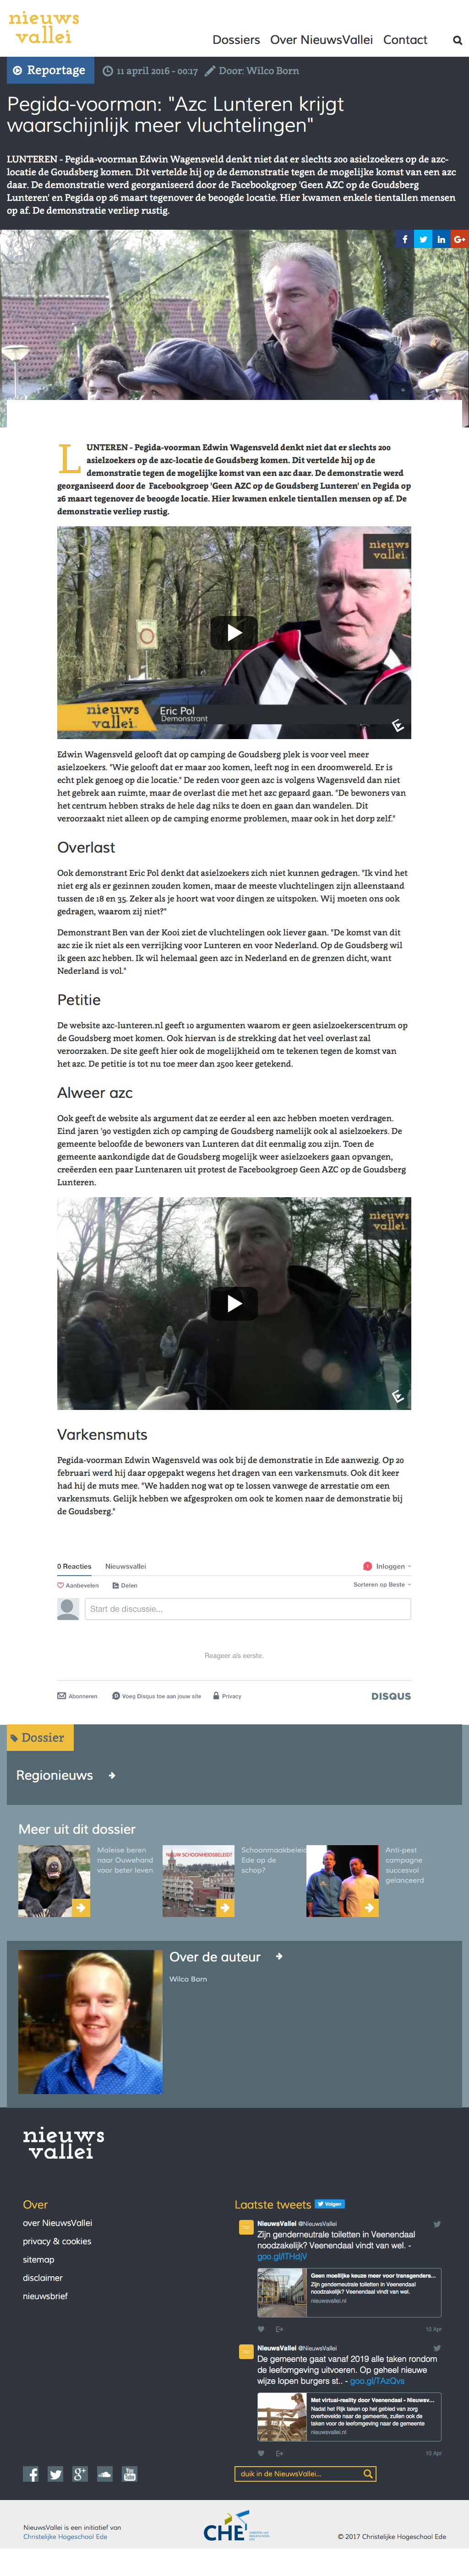 nieuws
vallei
Dossiers Over NieuwsVallei Contact
Reportage 11 april 2016 - 00:17 Door: Wilco Born
Pegida-voorman: "Azc Lunteren krijgt
waarschijnlijk meer vluchtelingen"
LUNTEREN - Pegida-voorman Edwin Wagensveld denkt niet dat er slechts 200 asielzoekers op de azc-
locatie de Goudsberg komen. Dit vertelde hij op de demonstratie tegen de mogelijke komst van een azc
daar. De demonstratie werd georganiseerd door de Facebookgroep 'Geen AZC op de Goudsberg
Lunteren' en Pegida op 26 maart tegenover de beoogde locatie. Hier kwamen enkele tientallen mensen
op af. De demonstratie verliep rustig.
LUNTEREN - Pegida-voorman Edwin Wagensveld denkt niet dat er slechts 200
asielzoekers op de azc-locatie de Goudsberg komen. Dit vertelde hij op de
demonstratie tegen de mogelijke komst van een azc daar. De demonstratie werd
georganiseerd door de Facebookgroep 'Geen AZC op de Goudsberg Lunteren' en Pegida op
26 maart tegenover de beoogde locatie. Hier kwamen enkele tientallen mensen op af. De
demonstratie verliep rustig.
nieuws
vallei.
nieuws
vallei.
Eric Pol
Demonstrant
Edwin Wagensveld gelooft dat op camping de Goudsberg plek is voor veel meer
asielzoekers. "Wie gelooft dat er maar 200 komen, leeft nog in een droomwereld. Er is
echt plek genoeg op die locatie." De reden voor geen azc is volgens Wagensveld dan niet
het gebrek aan ruimte, maar de overlast die met het azc gepaard gaan. "De bewoners van
het centrum hebben straks de hele dag niks te doen en gaan dan wandelen. Dit
veroorzaakt niet alleen op de camping enorme problemen, maar ook in het dorp zelf."
Overlast
Ook demonstrant Eric Pol denkt dat asielzoekers zich niet kunnen gedragen. "Ik vind het
niet erg als er gezinnen zouden komen, maar de meeste vluchtelingen zijn alleenstaand
tussen de 18 en 35. Zeker als je hoort wat voor dingen ze uitspoken. Wij moeten ons ook
gedragen, waarom zij niet?"
Demonstrant Ben van der Kooi ziet de vluchtelingen ook liever gaan. "De komst van dit
azc zie ik niet als een verrijking voor Lunteren en voor Nederland. Op de Goudsberg wil
ik geen azc hebben. Ik wil helemaal geen azc in Nederland en de grenzen dicht, want
Nederland is vol."
Petitie
De website azc-lunteren.nl geeft 10 argumenten waarom er geen asielzoekerscentrum op
de Goudsberg moet komen. Ook hiervan is de strekking dat het veel overlast zal
veroorzaken. De site geeft hier ook de mogelijkheid om te tekenen tegen de komst van
het azc. De petitie is tot nu toe meer dan 2500 keer getekend.
Alweer azc
Ook geeft de website als argument dat ze eerder al een azc hebben moeten verdragen.
Eind jaren '90 vestigden zich op camping de Goudsberg namelijk ook al asielzoekers. De
gemeente beloofde de bewoners van Lunteren dat dit eenmalig zou zijn. Toen de
gemeente aankondigde dat de Goudsberg mogelijk weer asielzoekers gaan opvangen,
creëerden een paar Luntenaren uit protest de Facebookgroep Geen AZC op de Goudsberg
Lunteren.
nieuws
vallei.
Varkensmuts
Pegida-voorman Edwin Wagensveld was ook bij de demonstratie in Ede aanwezig. Op 20
februari werd hij daar opgepakt wegens het dragen van een varkensmuts. Ook dit keer
had hij de muts mee. "We hadden nog wat op te lossen vanwege de arrestatie om een
varkensmuts. Gelijk hebben we afgesproken om ook te komen naar de demonstratie bij
de Goudsberg."
0 Reacties Nieuwsvallei 1 Inloggen
Aanbevelen Delen Sorteren op Beste
Start de discussie...
Reageer als eerste.
Abonneren Voeg Disqus toe aan jouw site Privacy DISQUS
Dossier
Regionieuws
Meer uit dit dossier
Maleise beren
naar Ouwehand
voor beter leven
NIEUW SCHOONHEIDSBELEID?
Schoonmaakbeleid
Ede op de
schop?
Anti-pest
campagne
succesvol
gelanceerd
Over de auteur
Wilco Born
nieuws
vallei
Over
over NieuwsVallei
privacy & cookies
sitemap
disclaimer
nieuwsbrief
Laatste tweets Volgen
NieuwsVallei @NieuwsVallei
Zijn genderneutrale toiletten in Veenendaal
noodzakelijk? Veenendaal vindt van wel. -
goo.gl/lTHdjV
Geen moeilijke keuze meer voor transgenders...
Zijn genderneutrale toiletten in Veenendaal
noodzakelijk? Veenendaal vindt van wel.
nieuwsvallei.nl
10 Apr
NieuwsVallei @NieuwsVallei
De gemeente gaat vanaf 2019 alle taken rondom
de leefomgeving uitvoeren. Op geheel nieuwe
wijze lopen burgers st.. - goo.gl/TAzQvs
Met virtual-reality door Veenendaal - Nieuwsv...
Nadat het Rijk taken op het gebied van zorg
overhevelde naar de gemeente, zullen ook de
taken voor de leefomgeving naar de gemeente
nieuwsvallei.nl
10 Apr
duik in de NieuwsVallei...
NieuwsVallei is een initiatief van
Christelijke Hogeschool Ede
CHE
© 2017 Christelijke Hogeschool Ede